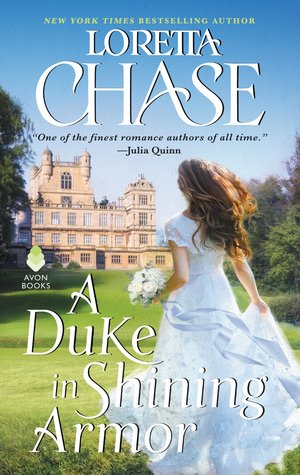 NEW YORK TIMES BESTSELLING AUTHOR
LORETTA
CHASE
"One of the finest romance authors of all time."
—Julia Quinn
AVON
BOOKS
A
DUKE
in Shining
Armor